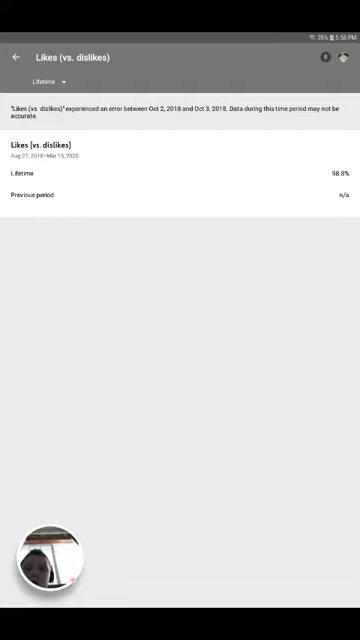 26% 5:56 PM
Likes (vs. dislikes)
Lifetime
"Likes (vs. dislikes)" experienced an error between Oct 2, 2018 and Oct 3, 2018. Data during this time period may not be
accurate.
Likes (vs. dislikes)
Aug 27, 2018–Mar 15, 2020
Lifetime 98.8%
Previous period n/a